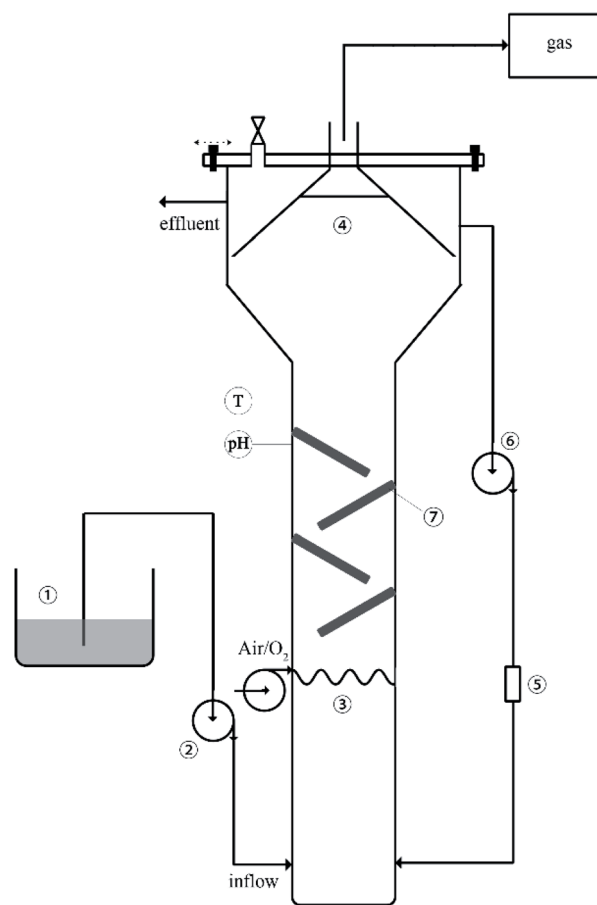 gas
effluent
④
T
pH
⑥
⑦
①
Air/O₂
⑤
③
②
inflow